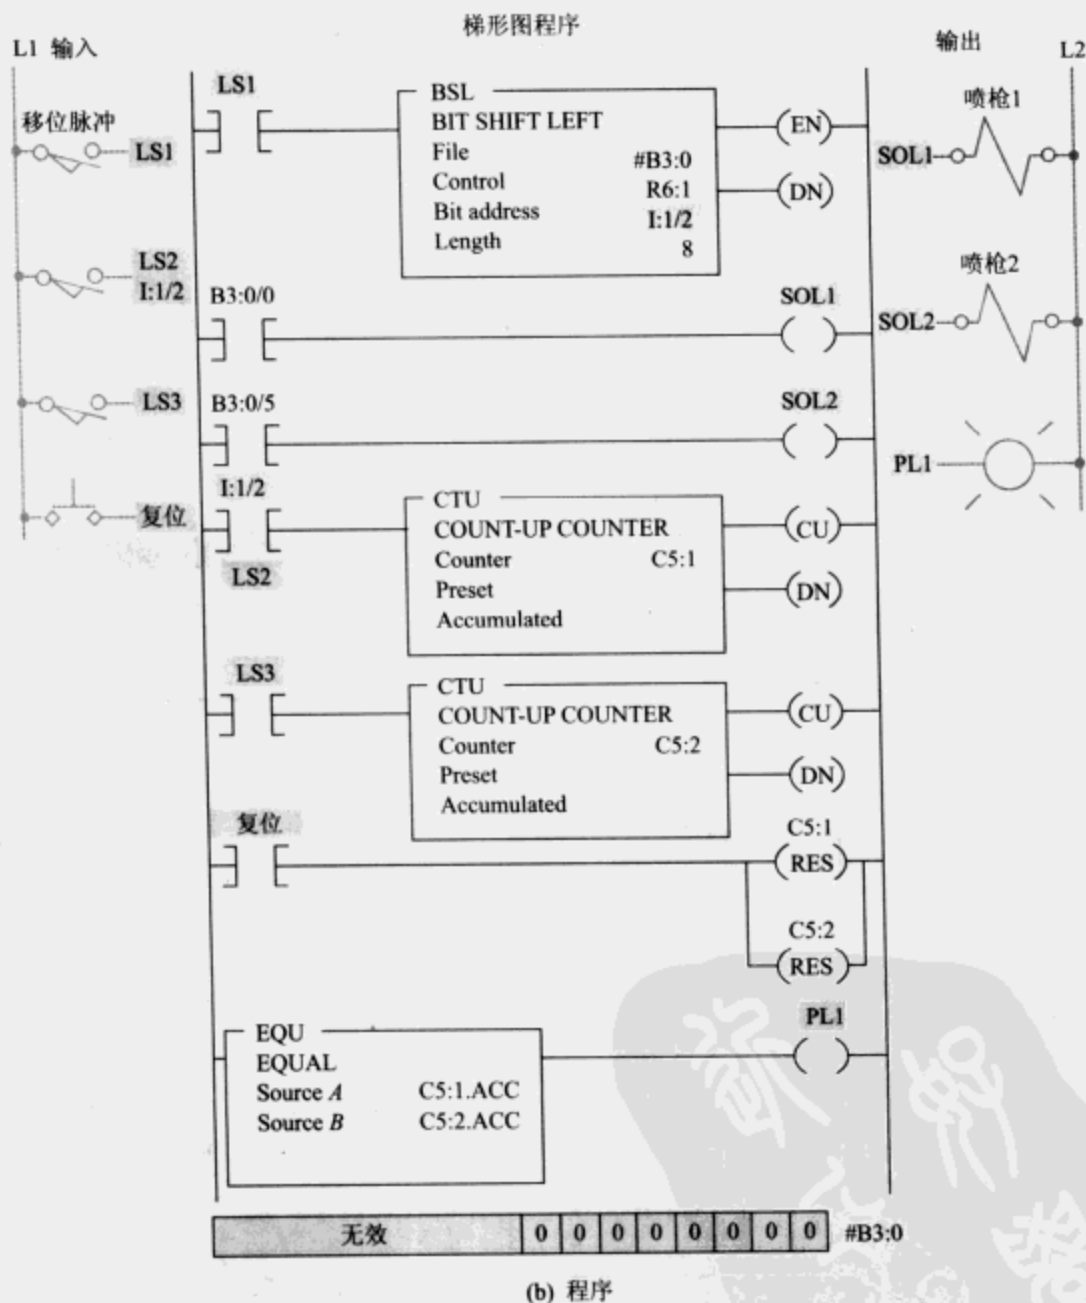 梯形图程序
L1 输入
输出
L2
移位脉冲
LS1
LS2
I:1/2
LS3
复位
LS1
BSL
BIT SHIFT LEFT
File #B3:0
Control R6:1
Bit address I:1/2
Length 8
EN
DN
B3:0/0
SOL1
B3:0/5
SOL2
I:1/2
LS2
CTU
COUNT-UP COUNTER
Counter C5:1
Preset
Accumulated
CU
DN
LS3
CTU
COUNT-UP COUNTER
Counter C5:2
Preset
Accumulated
CU
DN
复位
C5:1
RES
C5:2
RES
EQU
EQUAL
Source A C5:1.ACC
Source B C5:2.ACC
PL1
喷枪1
SOL1
喷枪2
SOL2
PL1
无效 0 0 0 0 0 0 0 0 #B3:0
(b) 程序